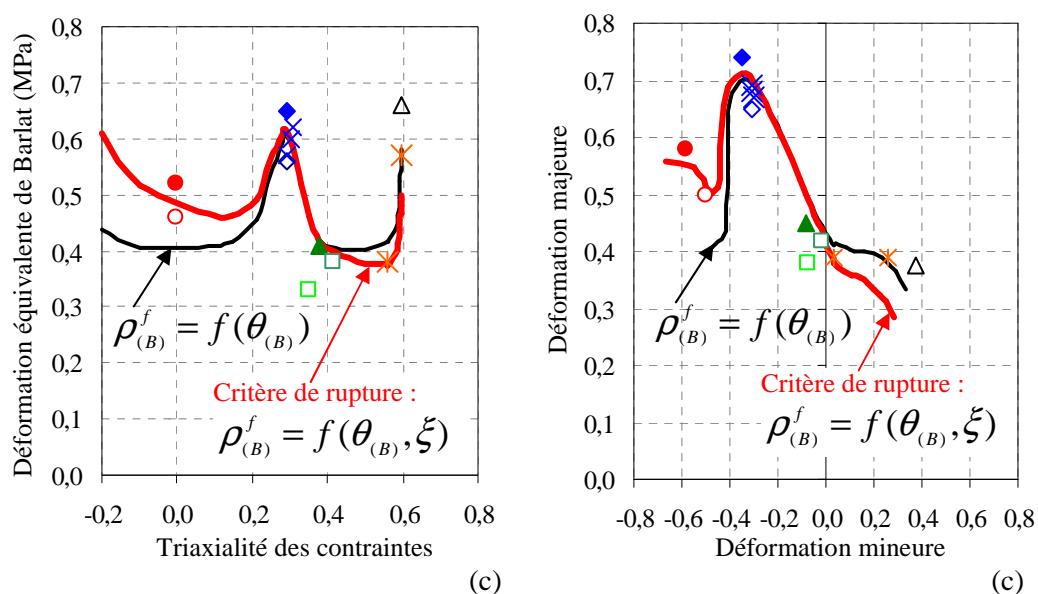 Déformation équivalente de Barlat (MPa)
0,8
0,7
0,6
0,5
0,4
0,3
0,2
0,1
0,0
-0,2
0,0
0,2
0,4
0,6
0,8
Triaxialité des contraintes
ρ_(B)^f = f(θ_(B))
Critère de rupture :
ρ_(B)^f = f(θ_(B), ξ)
(c)
Déformation majeure
0,8
0,7
0,6
0,5
0,4
0,3
0,2
0,1
0,0
-0,8
-0,6
-0,4
-0,2
0,0
0,2
0,4
0,6
0,8
Déformation mineure
ρ_(B)^f = f(θ_(B))
Critère de rupture :
ρ_(B)^f = f(θ_(B), ξ)
(c)